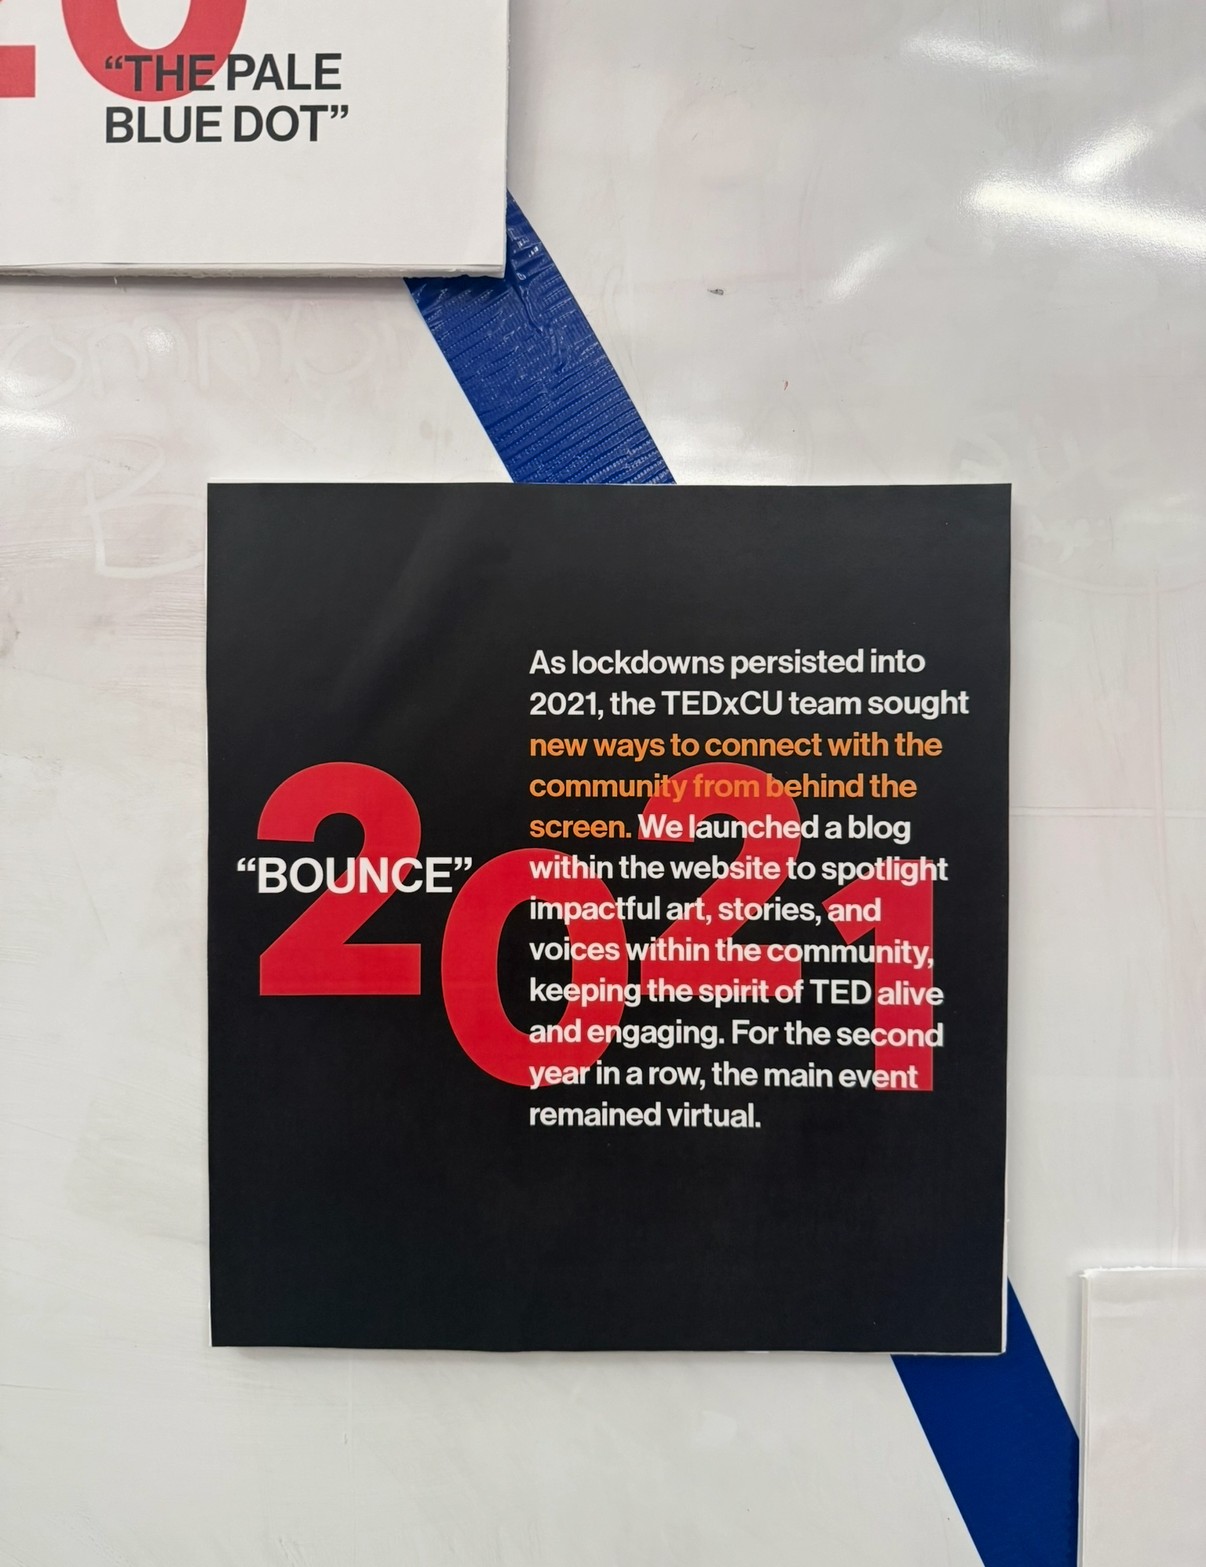 20
“THE PALE
BLUE DOT”
2021
“BOUNCE”
As lockdowns persisted into
2021, the TEDxCU team sought
new ways to connect with the
community from behind the
screen. We launched a blog
within the website to spotlight
impactful art, stories, and
voices within the community,
keeping the spirit of TED alive
and engaging. For the second
year in a row, the main event
remained virtual.